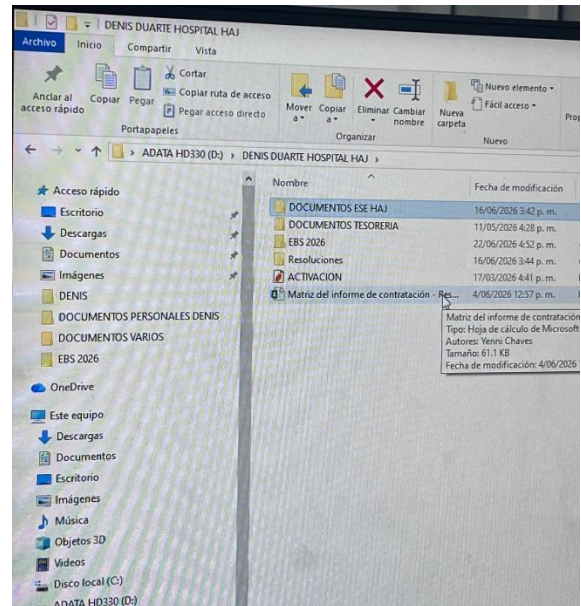 DENIS DUARTE HOSPITAL HAJ
Archivo Inicio Compartir Vista
Anclar al acceso rápido
Copiar
Pegar
Cortar
Copiar ruta de acceso
Pegar acceso directo
Portapapeles
Mover a
Copiar a
Eliminar
Cambiar nombre
Organizar
Nueva carpeta
Nuevo elemento
Fácil acceso
Nuevo
ADATA HD330 (D:) > DENIS DUARTE HOSPITAL HAJ >
Acceso rápido
Escritorio
Descargas
Documentos
Imágenes
DENIS
DOCUMENTOS PERSONALES DENIS
DOCUMENTOS VARIOS
EBS 2026
OneDrive
Este equipo
Descargas
Documentos
Escritorio
Imágenes
Música
Objetos 3D
Videos
Disco local (C:)
ADATA HD330 (D:)
Nombre Fecha de modificación
DOCUMENTOS ESE HAJ 16/06/2026 3:42 p. m.
DOCUMENTOS TESORERIA 11/05/2026 4:28 p. m.
EBS 2026 22/06/2026 4:52 p. m.
Resoluciones 16/06/2026 3:44 p. m.
ACTIVACION 17/03/2026 4:41 p. m.
Matriz del informe de contratación - Res... 4/06/2026 12:57 p. m.
Matriz del informe de contratación
Tipo: Hoja de cálculo de Microsoft
Autores: Yenni Chaves
Tamaño: 61.1 KB
Fecha de modificación: 4/06/2026